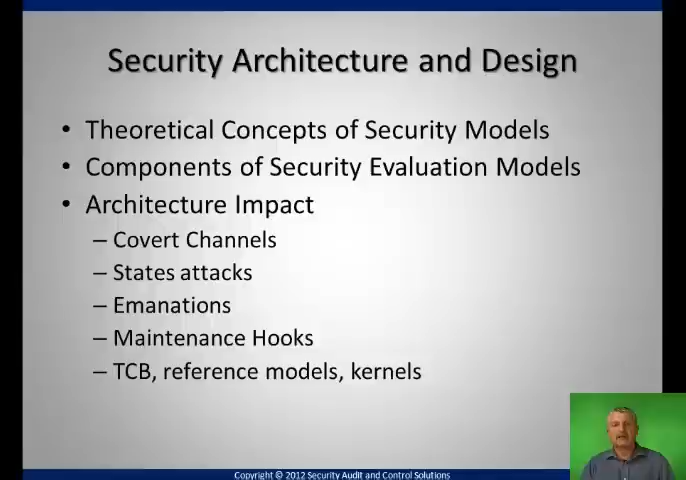 Security Architecture and Design
• Theoretical Concepts of Security Models
• Components of Security Evaluation Models
• Architecture Impact
– Covert Channels
– States attacks
– Emanations
– Maintenance Hooks
– TCB, reference models, kernels
Copyright © 2012 Security Audit and Control Solutions